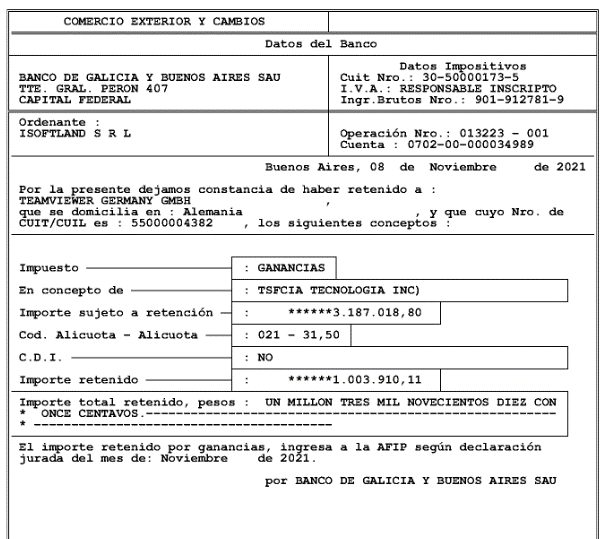 COMERCIO EXTERIOR Y CAMBIOS
Datos del Banco
BANCO DE GALICIA Y BUENOS AIRES SAU
TTE. GRAL. PERON 407
CAPITAL FEDERAL
Datos Impositivos
Cuit Nro.: 30-50000173-5
I.V.A.: RESPONSABLE INSCRIPTO
Ingr.Brutos Nro.: 901-912781-9
Ordenante :
ISOFTLAND S R L
Operación Nro.: 013223 - 001
Cuenta : 0702-00-000034989
Buenos Aires, 08 de Noviembre de 2021
Por la presente dejamos constancia de haber retenido a :
TEAMVIEWER GERMANY GMBH ,
que se domicilia en : Alemania , y que cuyo Nro. de
CUIT/CUIL es : 55000004382 , los siguientes conceptos :
Impuesto : GANANCIAS
En concepto de : TSFCIA TECNOLOGIA INC)
Importe sujeto a retención : ******3.187.018,80
Cod. Alicuota - Alicuota : 021 - 31,50
C.D.I. : NO
Importe retenido : ******1.003.910,11
Importe total retenido, pesos : UN MILLON TRES MIL NOVECIENTOS DIEZ CON
* ONCE CENTAVOS.-------------------------------------------------------
* ----------------------------------------
El importe retenido por ganancias, ingresa a la AFIP según declaración
jurada del mes de: Noviembre de 2021.
por BANCO DE GALICIA Y BUENOS AIRES SAU